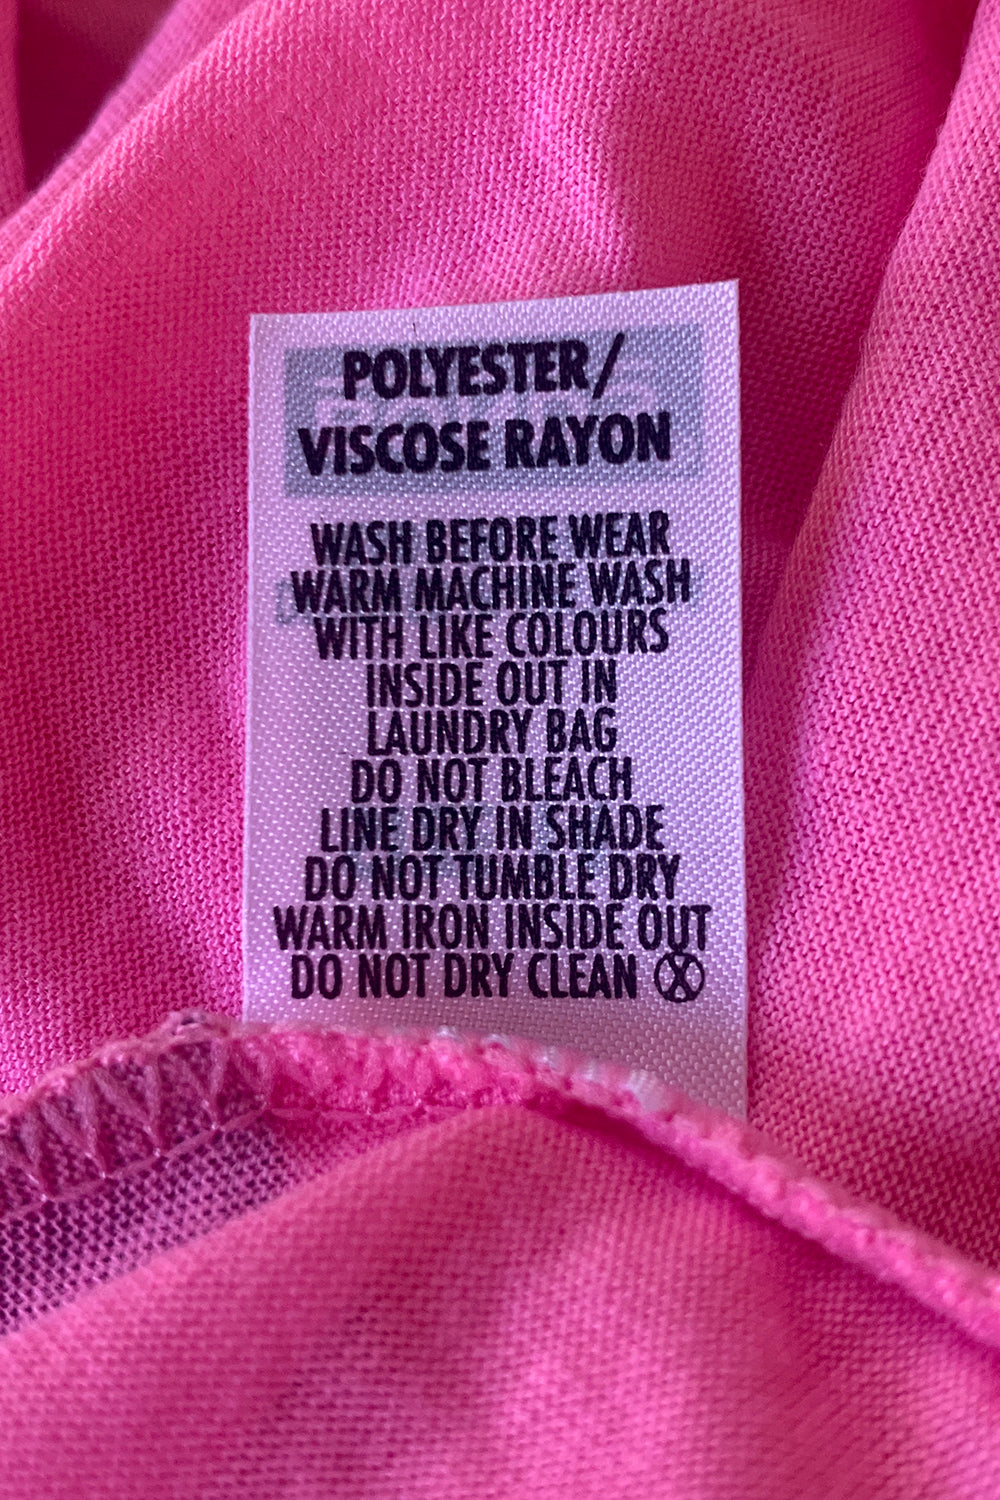 POLYESTER/
VISCOSE RAYON
WASH BEFORE WEAR
WARM MACHINE WASH
WITH LIKE COLOURS
INSIDE OUT IN
LAUNDRY BAG
DO NOT BLEACH
LINE DRY IN SHADE
DO NOT TUMBLE DRY
WARM IRON INSIDE OUT
DO NOT DRY CLEAN